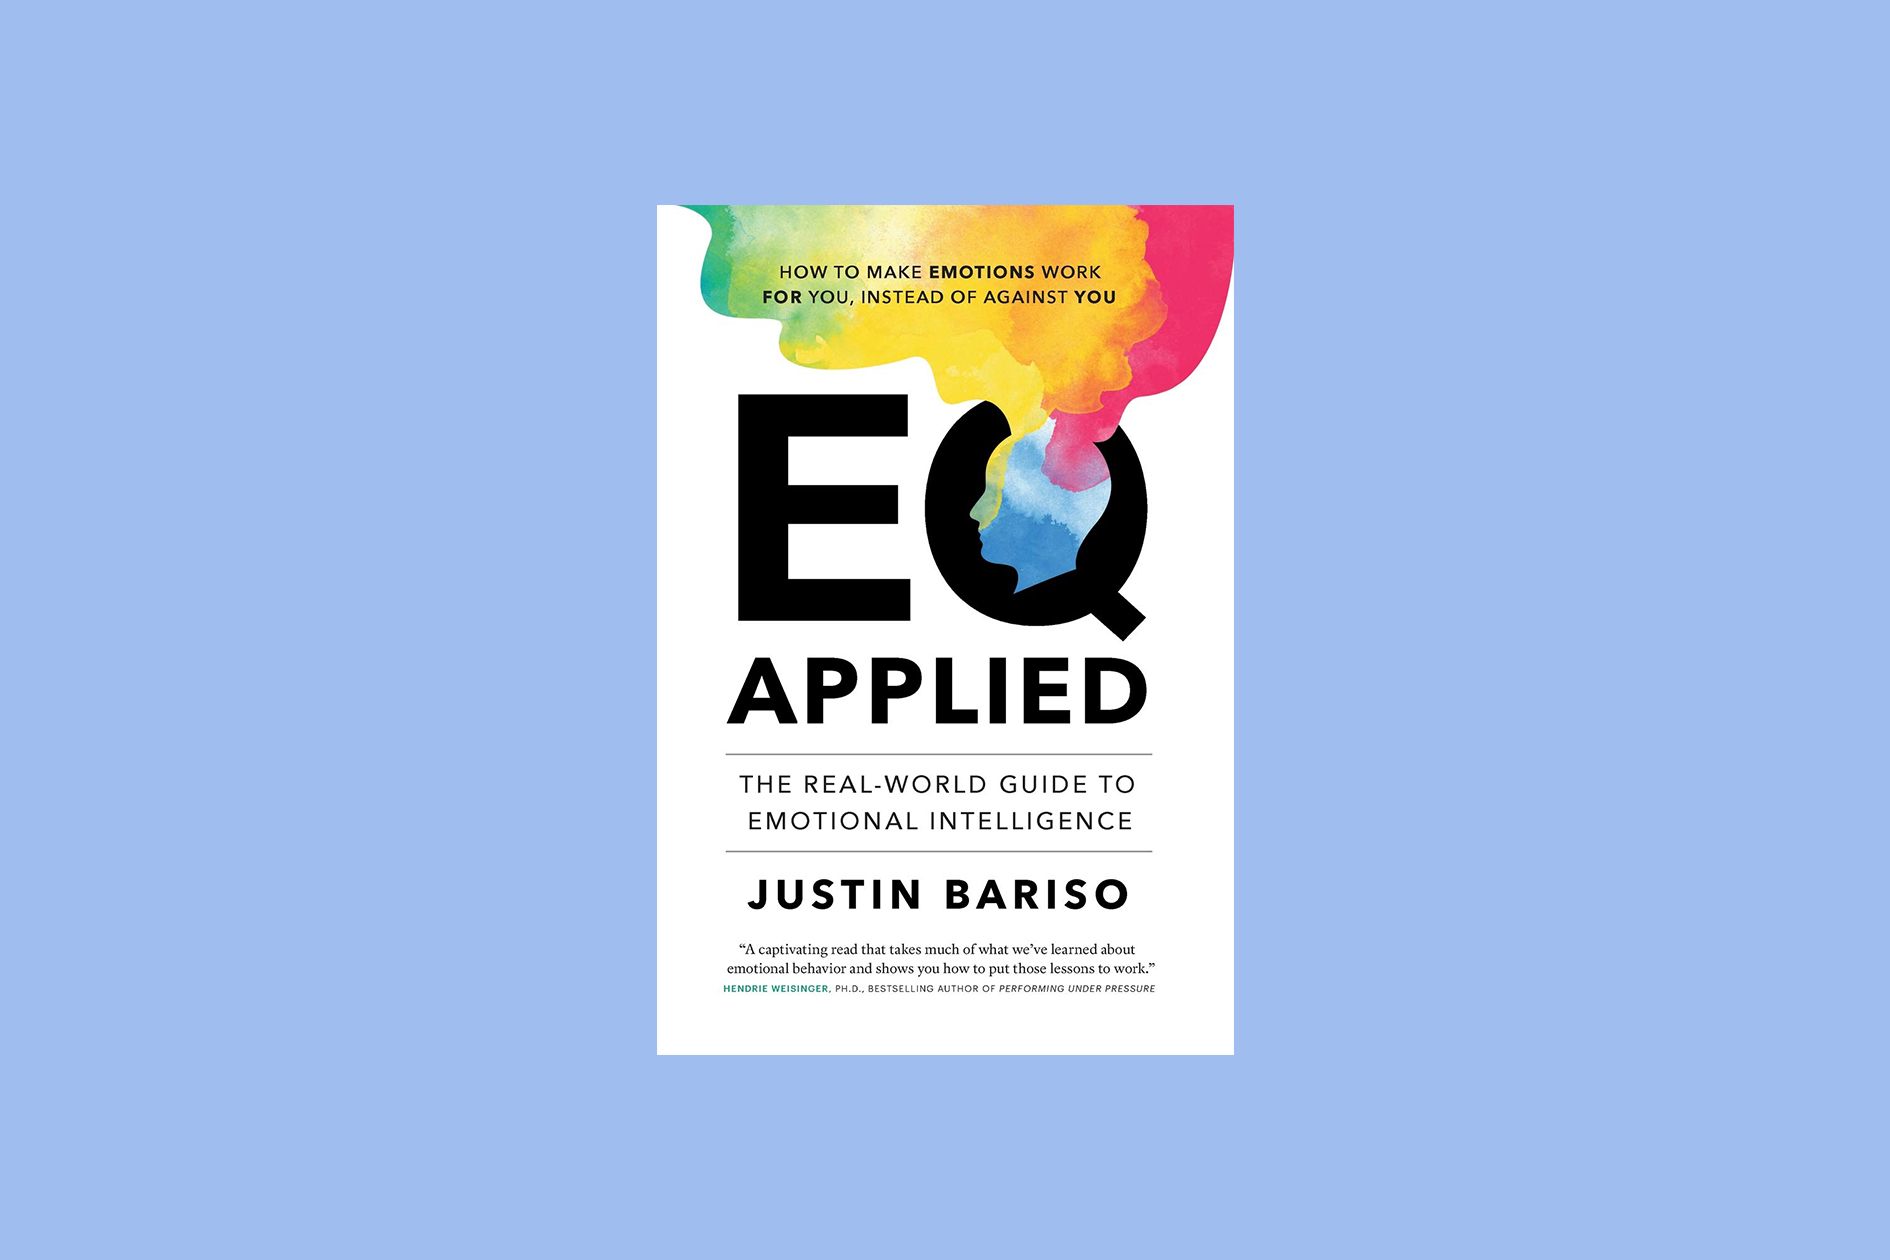 HOW TO MAKE EMOTIONS WORK
FOR YOU, INSTEAD OF AGAINST YOU
EQ
APPLIED
THE REAL-WORLD GUIDE TO
EMOTIONAL INTELLIGENCE
JUSTIN BARISO
“A captivating read that takes much of what we’ve learned about
emotional behavior and shows you how to put those lessons to work.”
HENDRIE WEISINGER, PH.D., BESTSELLING AUTHOR OF PERFORMING UNDER PRESSURE